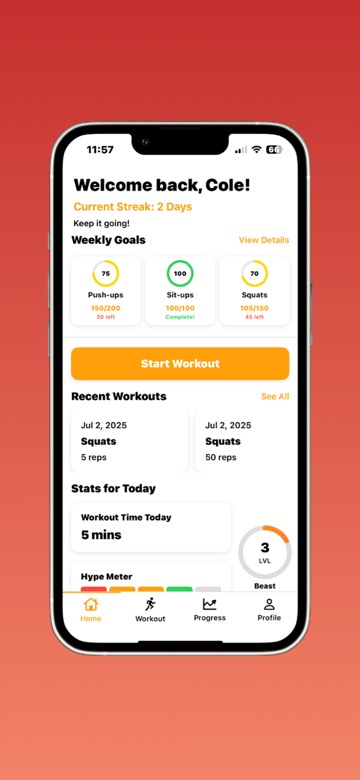 11:57
66
Welcome back, Cole!
Current Streak: 2 Days
Keep it going!
Weekly Goals
View Details
75
100
70
Push-ups
Sit-ups
Squats
150/200
100/100
105/150
50 left
Complete!
45 left
Start Workout
Recent Workouts
See All
Jul 2, 2025
Squats
5 reps
Jul 2, 2025
Squats
50 reps
Stats for Today
Workout Time Today
5 mins
3
LVL
Beast
Hype Meter
Home
Workout
Progress
Profile